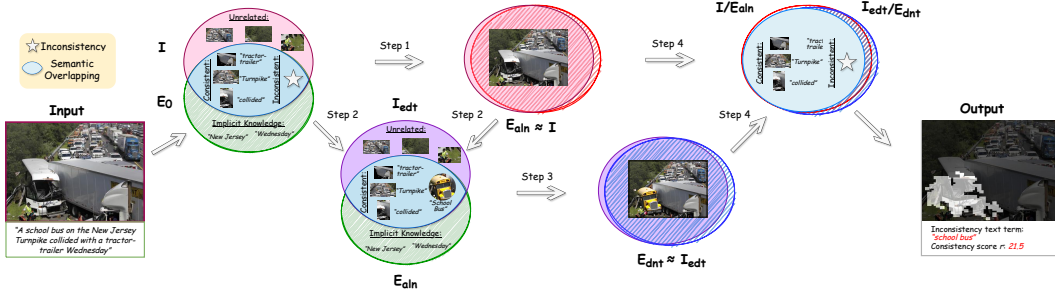 Inconsistency
Semantic
Overlapping
Input
"A school bus on the New Jersey
Turnpike collided with a tractor-
trailer Wednesday"
I
E0
Unrelated:
Consistent:
"tractor-
trailer"
"Turnpike"
"collided"
Inconsistent:
Implicit Knowledge:
"New Jersey"
"Wednesday"
Step 1
Step 2
Iedt
Unrelated:
Consistent:
"tractor-
trailer"
"Turnpike"
"collided"
"School
Bus"
Implicit Knowledge:
"New Jersey"
"Wednesday"
Ealn
Step 2
Ealn ≈ I
Step 3
Ednt ≈ Iedt
Step 4
Step 4
I/Ealn
Iedt/Ednt
Consistent:
"traci
traile
"Turnpike"
"collided"
Inconsistent:
Output
Inconsistency text term:
"school bus"
Consistency score r: 21.5